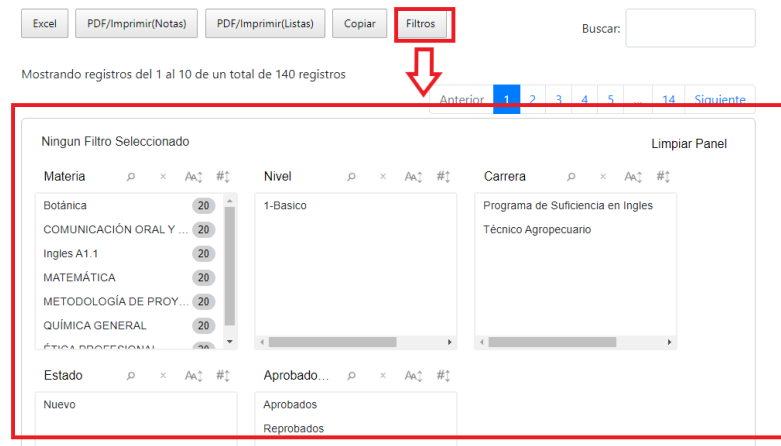 Excel PDF/Imprimir(Notas) PDF/Imprimir(Listas) Copiar Filtros Buscar:
Mostrando registros del 1 al 10 de un total de 140 registros
Anterior 1 2 3 4 5 ... 14 Siguiente
Ningun Filtro Seleccionado Limpiar Panel
Materia Nivel Carrera
Botánica 20 1-Basico Programa de Suficiencia en Ingles
COMUNICACIÓN ORAL Y ... 20 Técnico Agropecuario
Ingles A1.1 20
MATEMÁTICA 20
METODOLOGÍA DE PROY... 20
QUÍMICA GENERAL 20
ÉTICA PROFESIONAL 20
Estado Aprobado...
Nuevo Aprobados
Reprobados